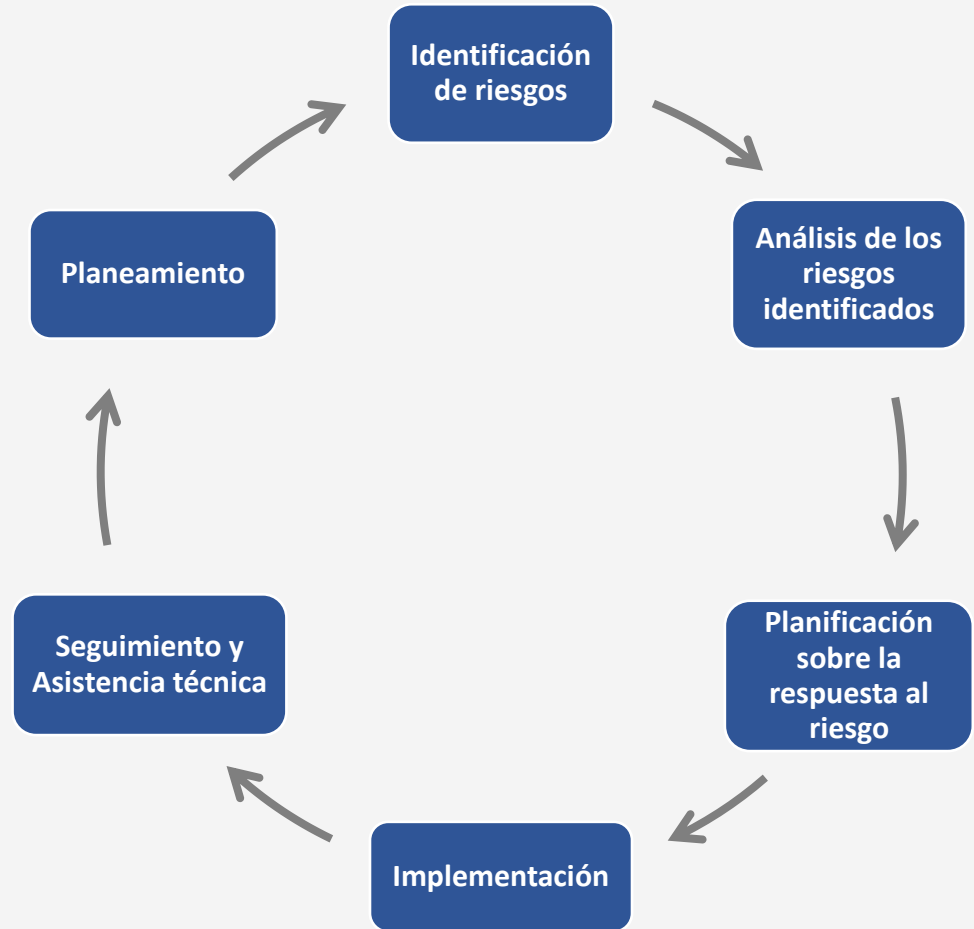 Identificación
de riesgos
Análisis de los
riesgos
identificados
Planificación
sobre la
respuesta al
riesgo
Implementación
Seguimiento y
Asistencia técnica
Planeamiento